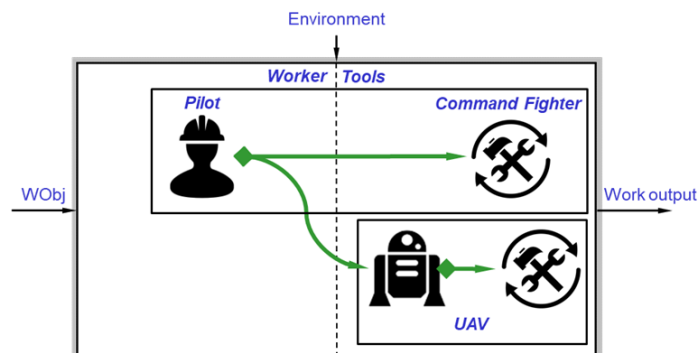 Environment
Worker Tools
Pilot
Command Fighter
WObj
Work output
UAV